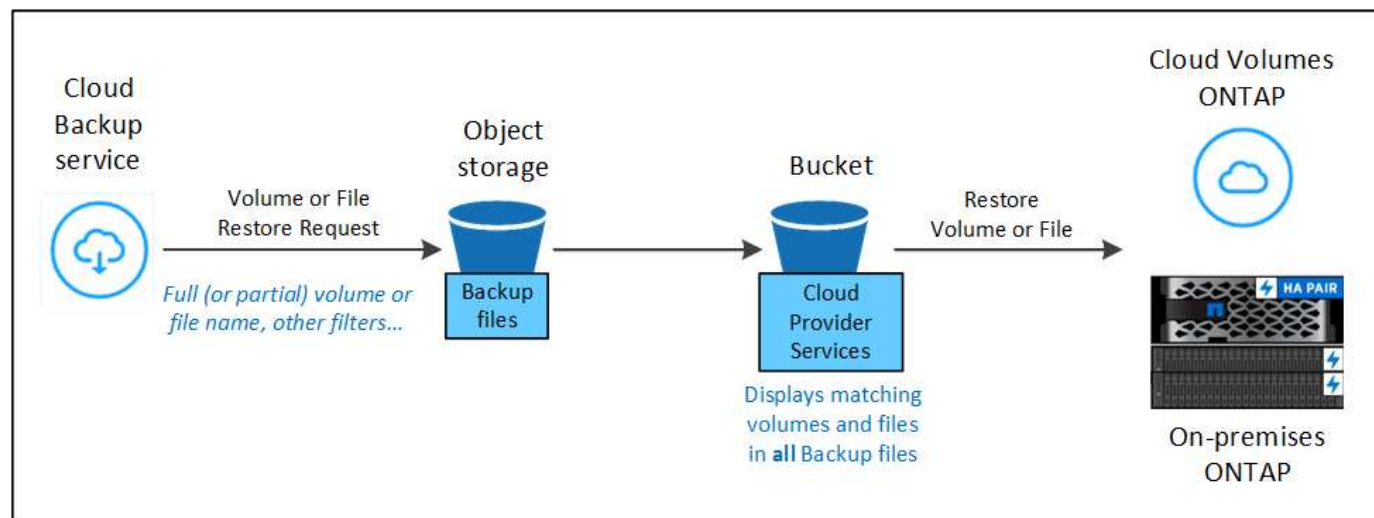 Cloud
Backup
service
Volume or File
Restore Request
Full (or partial) volume or
file name, other filters...
Object
storage
Backup
files
Bucket
Cloud
Provider
Services
Displays matching
volumes and files
in all Backup files
Restore
Volume or File
Cloud Volumes
ONTAP
HA PAIR
On-premises
ONTAP